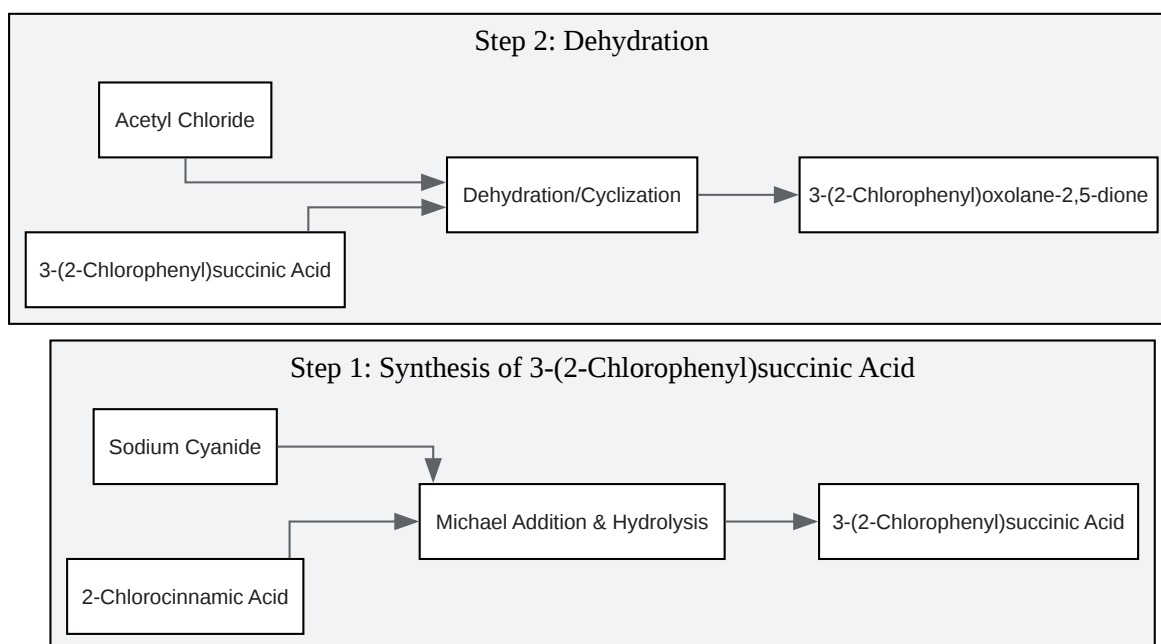 Step 2: Dehydration
Acetyl Chloride
Dehydration/Cyclization
3-(2-Chlorophenyl)oxolane-2,5-dione
3-(2-Chlorophenyl)succinic Acid
Step 1: Synthesis of 3-(2-Chlorophenyl)succinic Acid
Sodium Cyanide
Michael Addition & Hydrolysis
3-(2-Chlorophenyl)succinic Acid
2-Chlorocinnamic Acid